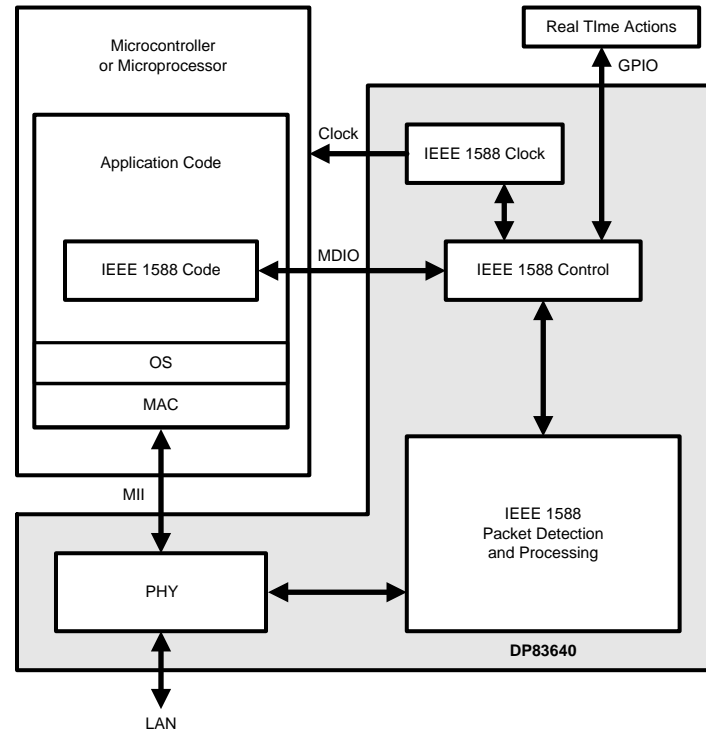 Microcontroller
or Microprocessor
Real TIme Actions
GPIO
Clock
IEEE 1588 Clock
Application Code
IEEE 1588 Code
MDIO
IEEE 1588 Control
OS
MAC
MII
IEEE 1588
Packet Detection
and Processing
PHY
DP83640
LAN